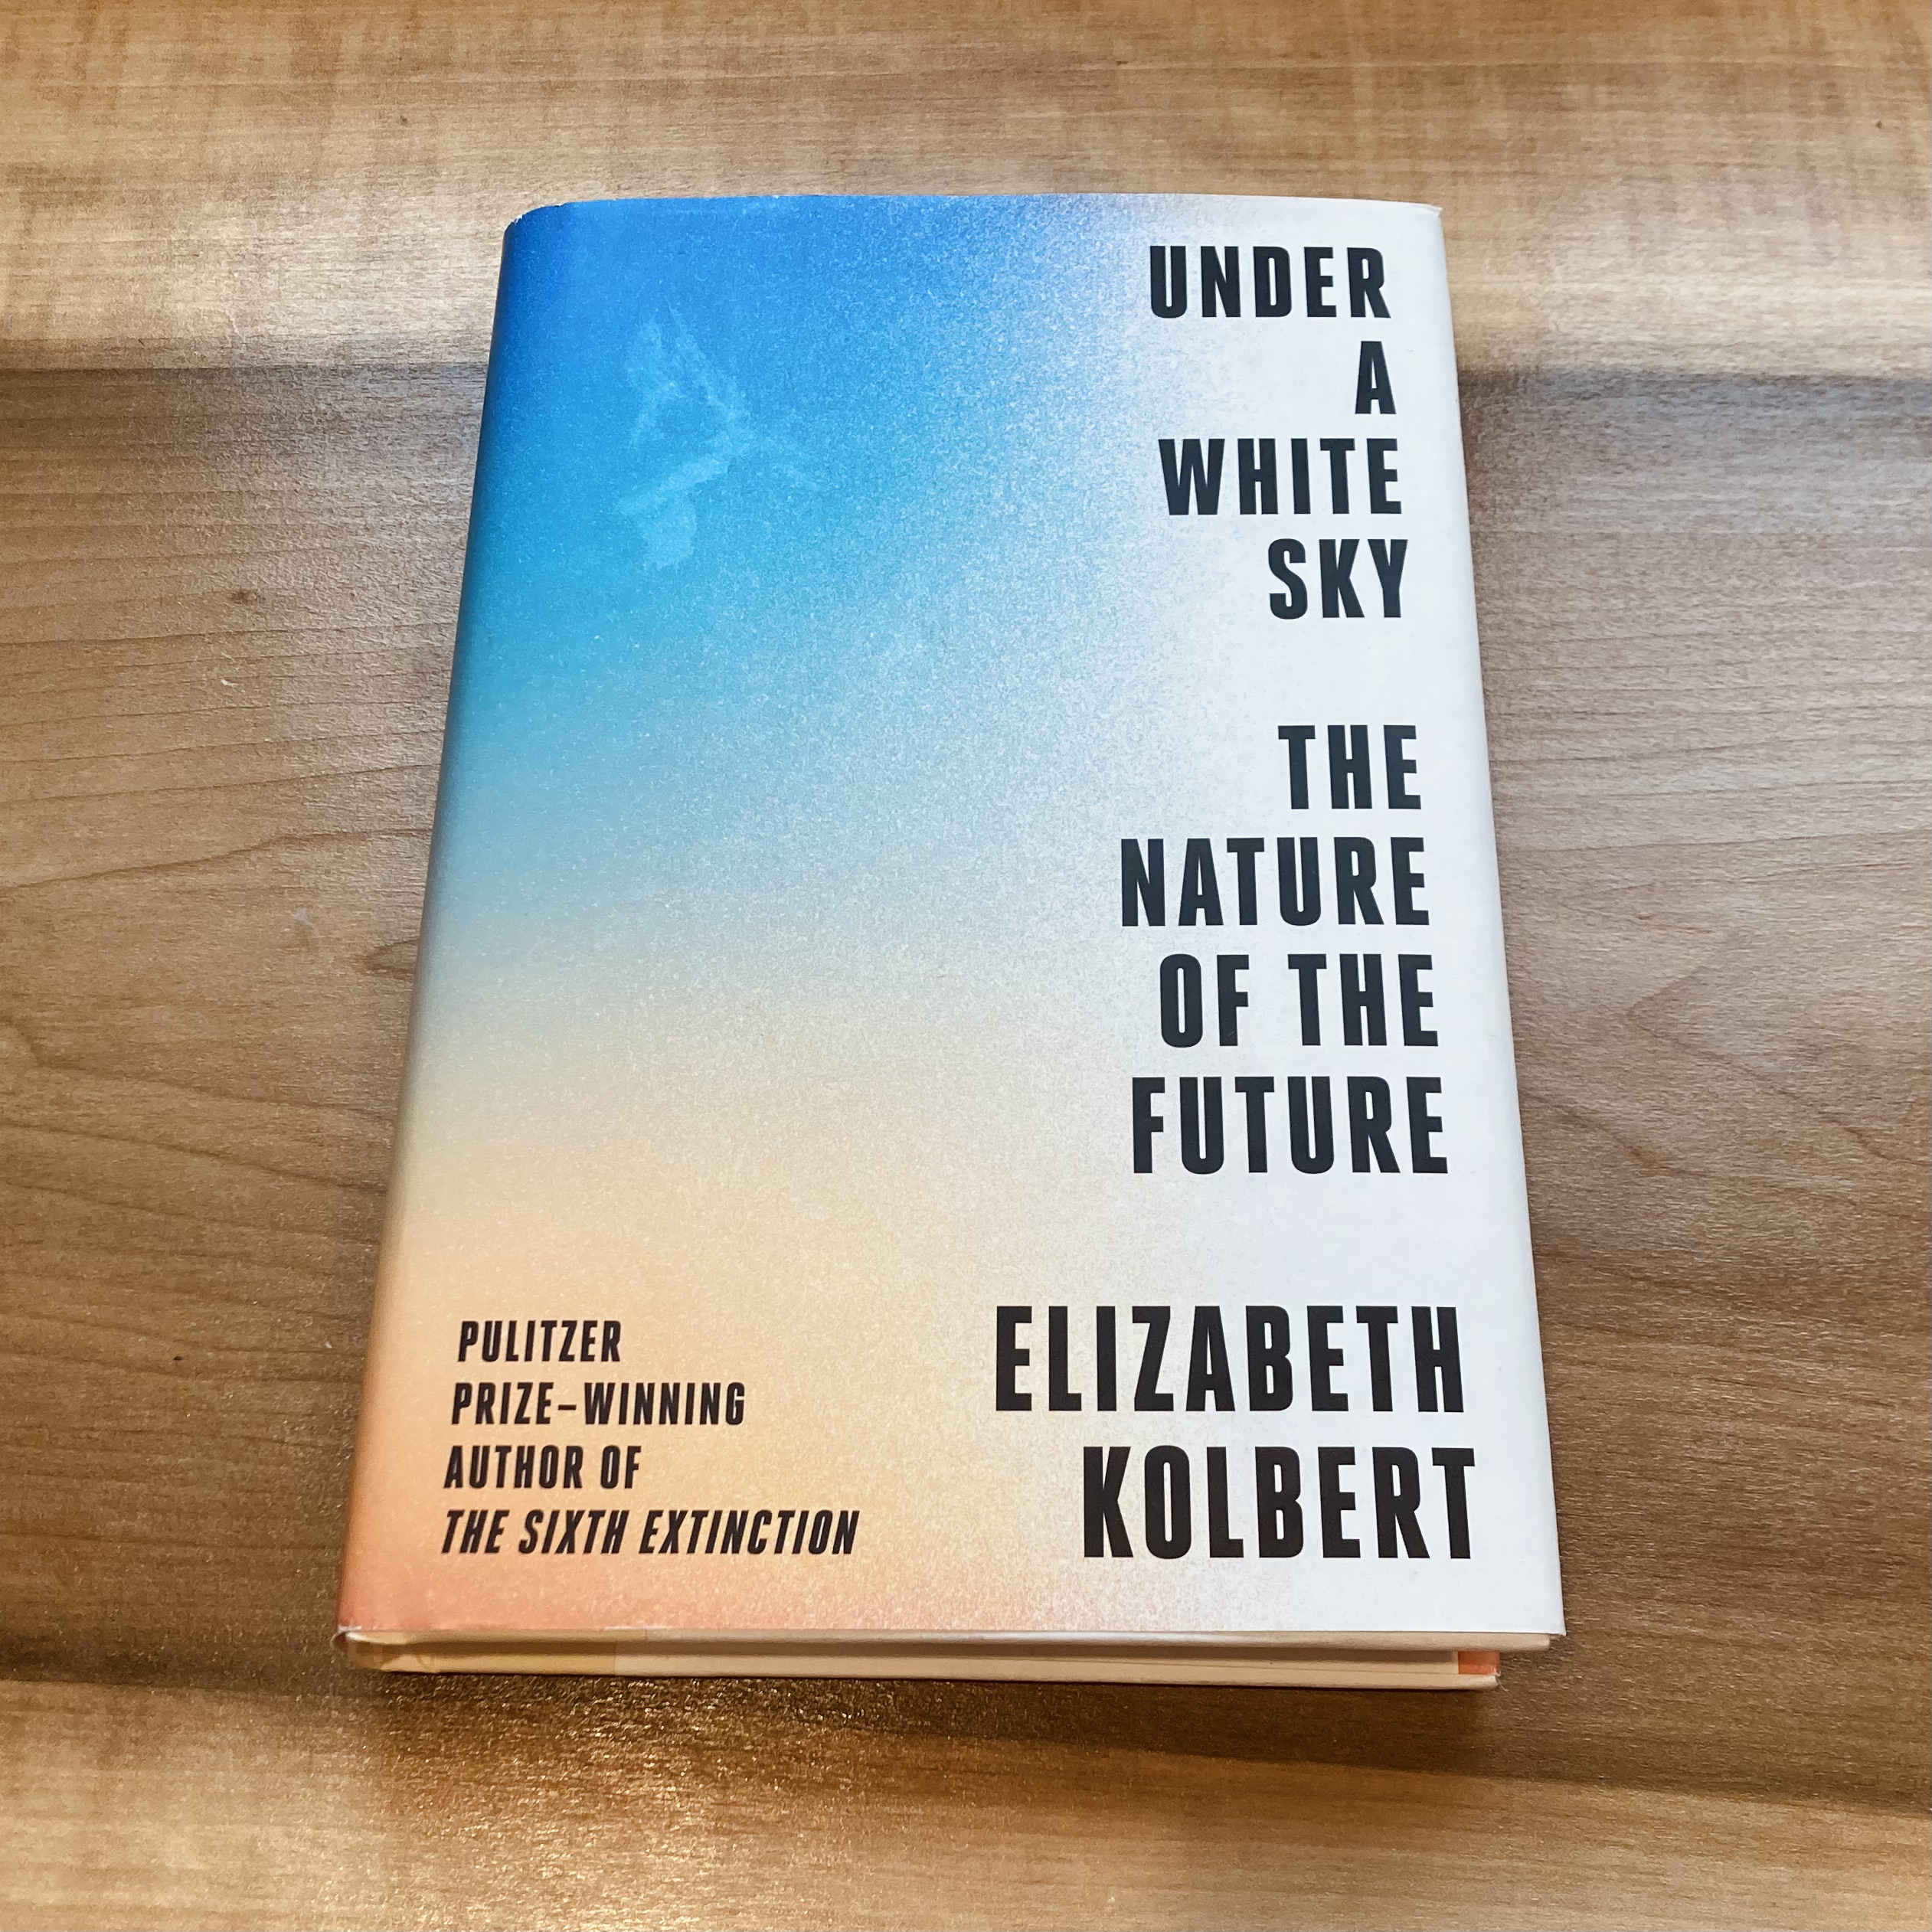 UNDER
A
WHITE
SKY
THE
NATURE
OF THE
FUTURE
PULITZER
PRIZE–WINNING
AUTHOR OF
THE SIXTH EXTINCTION
ELIZABETH
KOLBERT